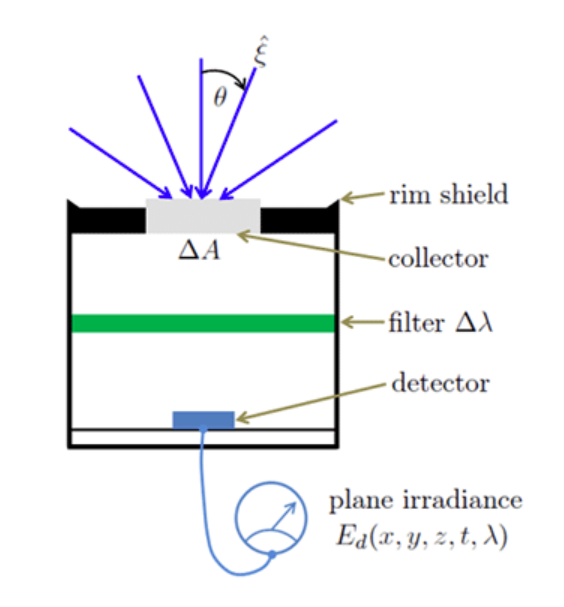 ξ̂
θ
rim shield
ΔA
collector
filter Δλ
detector
plane irradiance
E_d(x, y, z, t, λ)